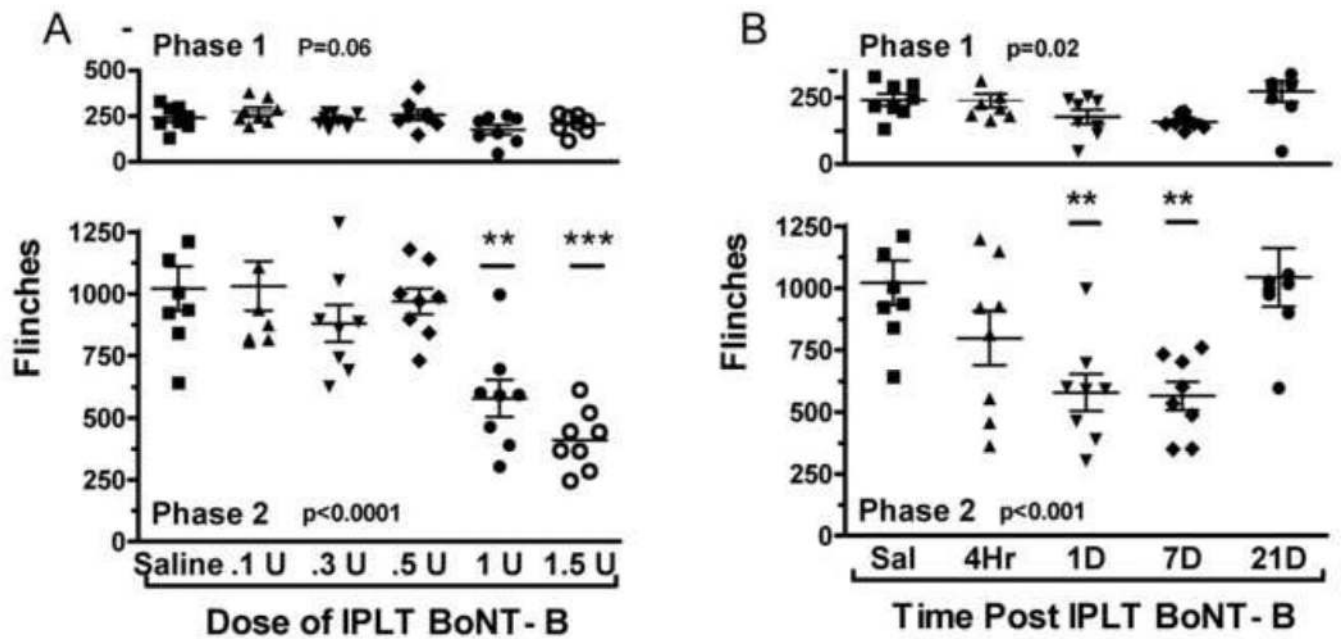 A
Phase 1 P=0.06
500
250
0
Flinches
1250
1000
750
500
250
0
** ***
Phase 2 p<0.0001
Saline .1 U .3 U .5 U 1 U 1.5 U
Dose of IPLT BoNT- B
B
Phase 1 p=0.02
250
0
Flinches
1250
1000
750
500
250
0
** **
Phase 2 p<0.001
Sal 4Hr 1D 7D 21D
Time Post IPLT BoNT- B